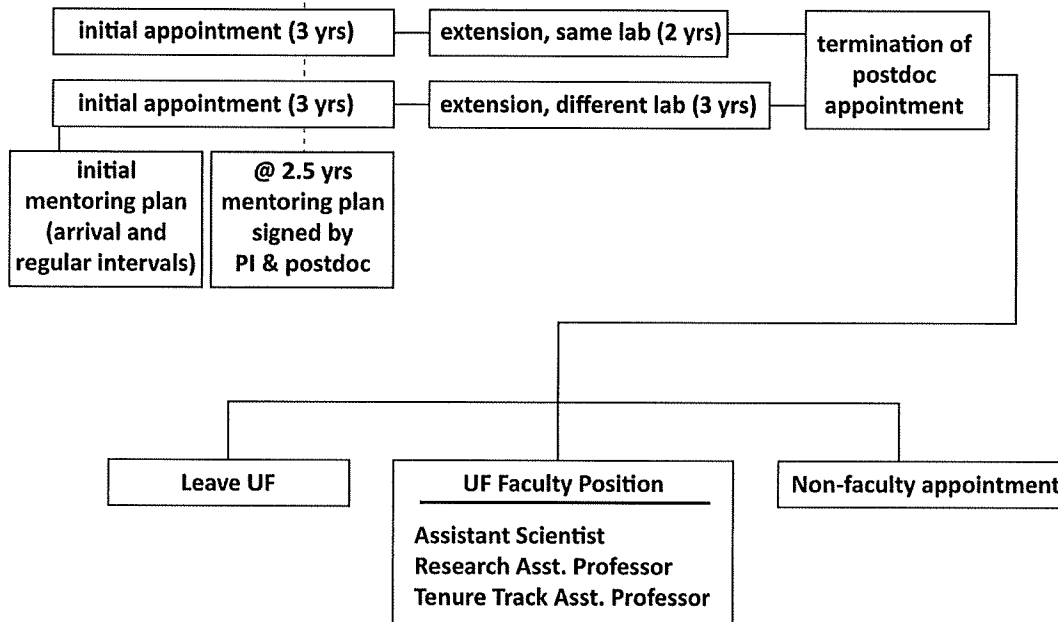 initial appointment (3 yrs)
extension, same lab (2 yrs)
termination of
postdoc
appointment
initial appointment (3 yrs)
extension, different lab (3 yrs)
initial
mentoring plan
(arrival and
regular intervals)
@ 2.5 yrs
mentoring plan
signed by
PI & postdoc
Leave UF
UF Faculty Position
Assistant Scientist
Research Asst. Professor
Tenure Track Asst. Professor
Non-faculty appointment